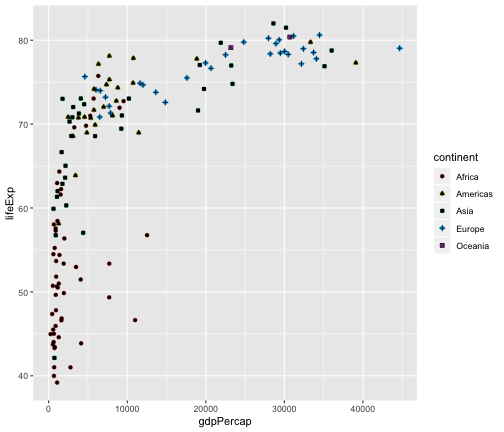 80
70
60
50
40
lifeExp
0
10000
20000
30000
40000
gdpPercap
continent
Africa
Americas
Asia
Europe
Oceania